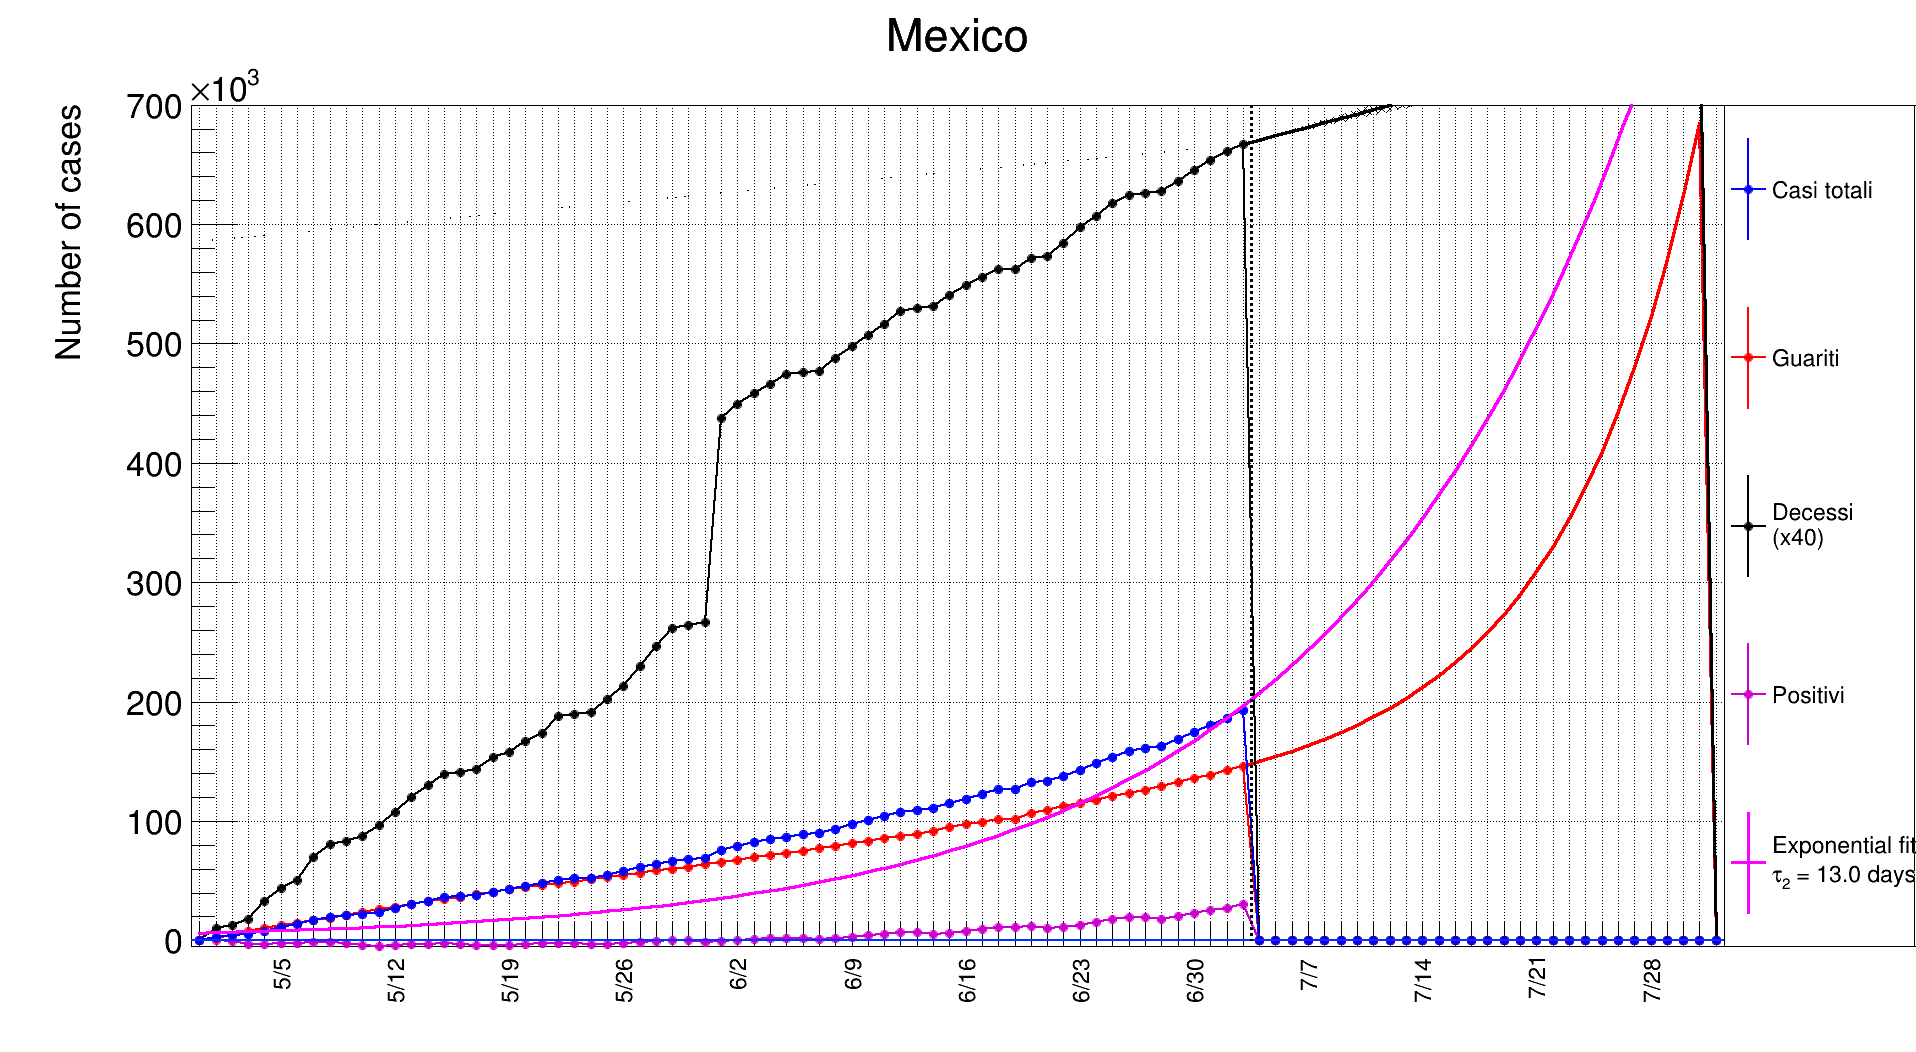 Mexico
×10³
Number of cases
700
600
500
400
300
200
100
0
5/5
5/12
5/19
5/26
6/2
6/9
6/16
6/23
6/30
7/7
7/14
7/21
7/28
Casi totali
Guariti
Decessi
(x40)
Positivi
Exponential fit
τ₂ = 13.0 days